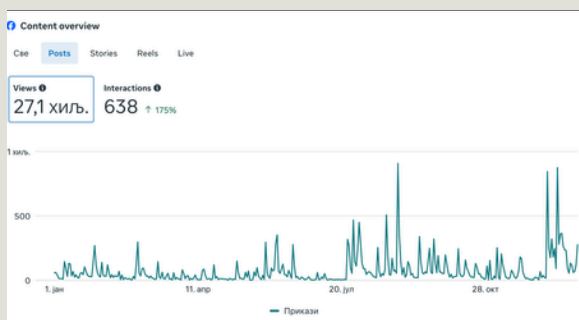 Content overview
Све Posts Stories Reels Live
Views Interactions
27,1 хиљ. 638 ↑ 175%
1 хиљ.
500
0
1. јан 11. апр 20. јул 28. окт
Прикази